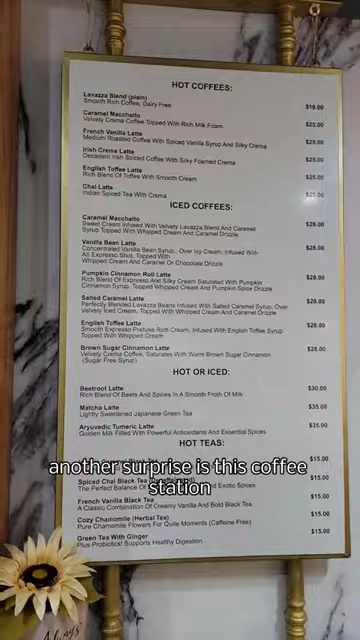 HOT COFFEES:
Lavazza Blend (plain) $16.00
Smooth Rich Coffee, Dairy Free
Caramel Macchaito $25.00
Velvety Crema Coffee Topped With Rich Milk Foam
French Vanilla Latte $25.00
Medium Roasted Coffee With Spiced Vanilla Syrup And Silky Crema
Irish Crema Latte $25.00
Decadent Irish Spiced Coffee With Silky Foamed Crema
English Toffee Latte $25.00
Rich Blend Of Toffee With Smooth Cream
Chai Latte $25.00
Indian Spiced Tea With Crema
ICED COFFEES:
Caramel Macchaito $28.00
Sweet Cream Infused With Velvety Lavazza Blend And Caramel
Syrup Topped With Whipped Cream And Caramel Drizzle
Vanilla Bean Latte $28.00
Concentrated Vanilla Bean Syrup, Over Icy Cream, Infused With
An Espresso Shot, Topped With
Whipped Cream And Caramel Or Chocolate Drizzle
Pumpkin Cinnamon Roll Latte $28.00
Rich Blend Of Espresso And Silky Cream Saturated With Pumpkin
Cinnamon Syrup, Topped Whipped Cream And Pumpkin Spice Drizzle
Salted Caramel Latte $28.00
Perfectly Blended Lavazza Beans Infused With Salted Caramel Syrup, Over
Velvety Iced Cream, Topped With Whipped Cream And Caramel Drizzle
English Toffee Latte $28.00
Smooth Espresso Infuse Rich Cream, Infused With English Toffee Syrup
Topped With Whipped Cream
Brown Sugar Cinnamon Latte $26.00
Velvety Crema Coffee, Saturates With Warm Brown Sugar Cinnamon
(Sugar Free Syrup)
HOT OR ICED:
Beetroot Latte $30.00
Rich Blend Of Beets And Spices In A Smooth Froth Of Milk
Matcha Latte $35.00
Lightly Sweetened Japanese Green Tea
Aryuvedic Tumeric Latte $35.00
Golden Milk Filled With Powerful Antioxidants And Essential Spices
HOT TEAS:
Black Tea $15.00
another surprise is this coffee
station
Spiced Chai Black Tea $15.00
The Perfect Balance Of And Exotic Spices
French Vanilla Black Tea $15.00
A Classic Combination Of Creamy Vanilla And Bold Black Tea
Cozy Chamomile (Herbal Tea) $15.00
Pure Chamomile Flowers For Quite Moments (Caffeine Free)
Green Tea With Ginger $15.00
Plus Probiotics! Supports Healthy Digestion